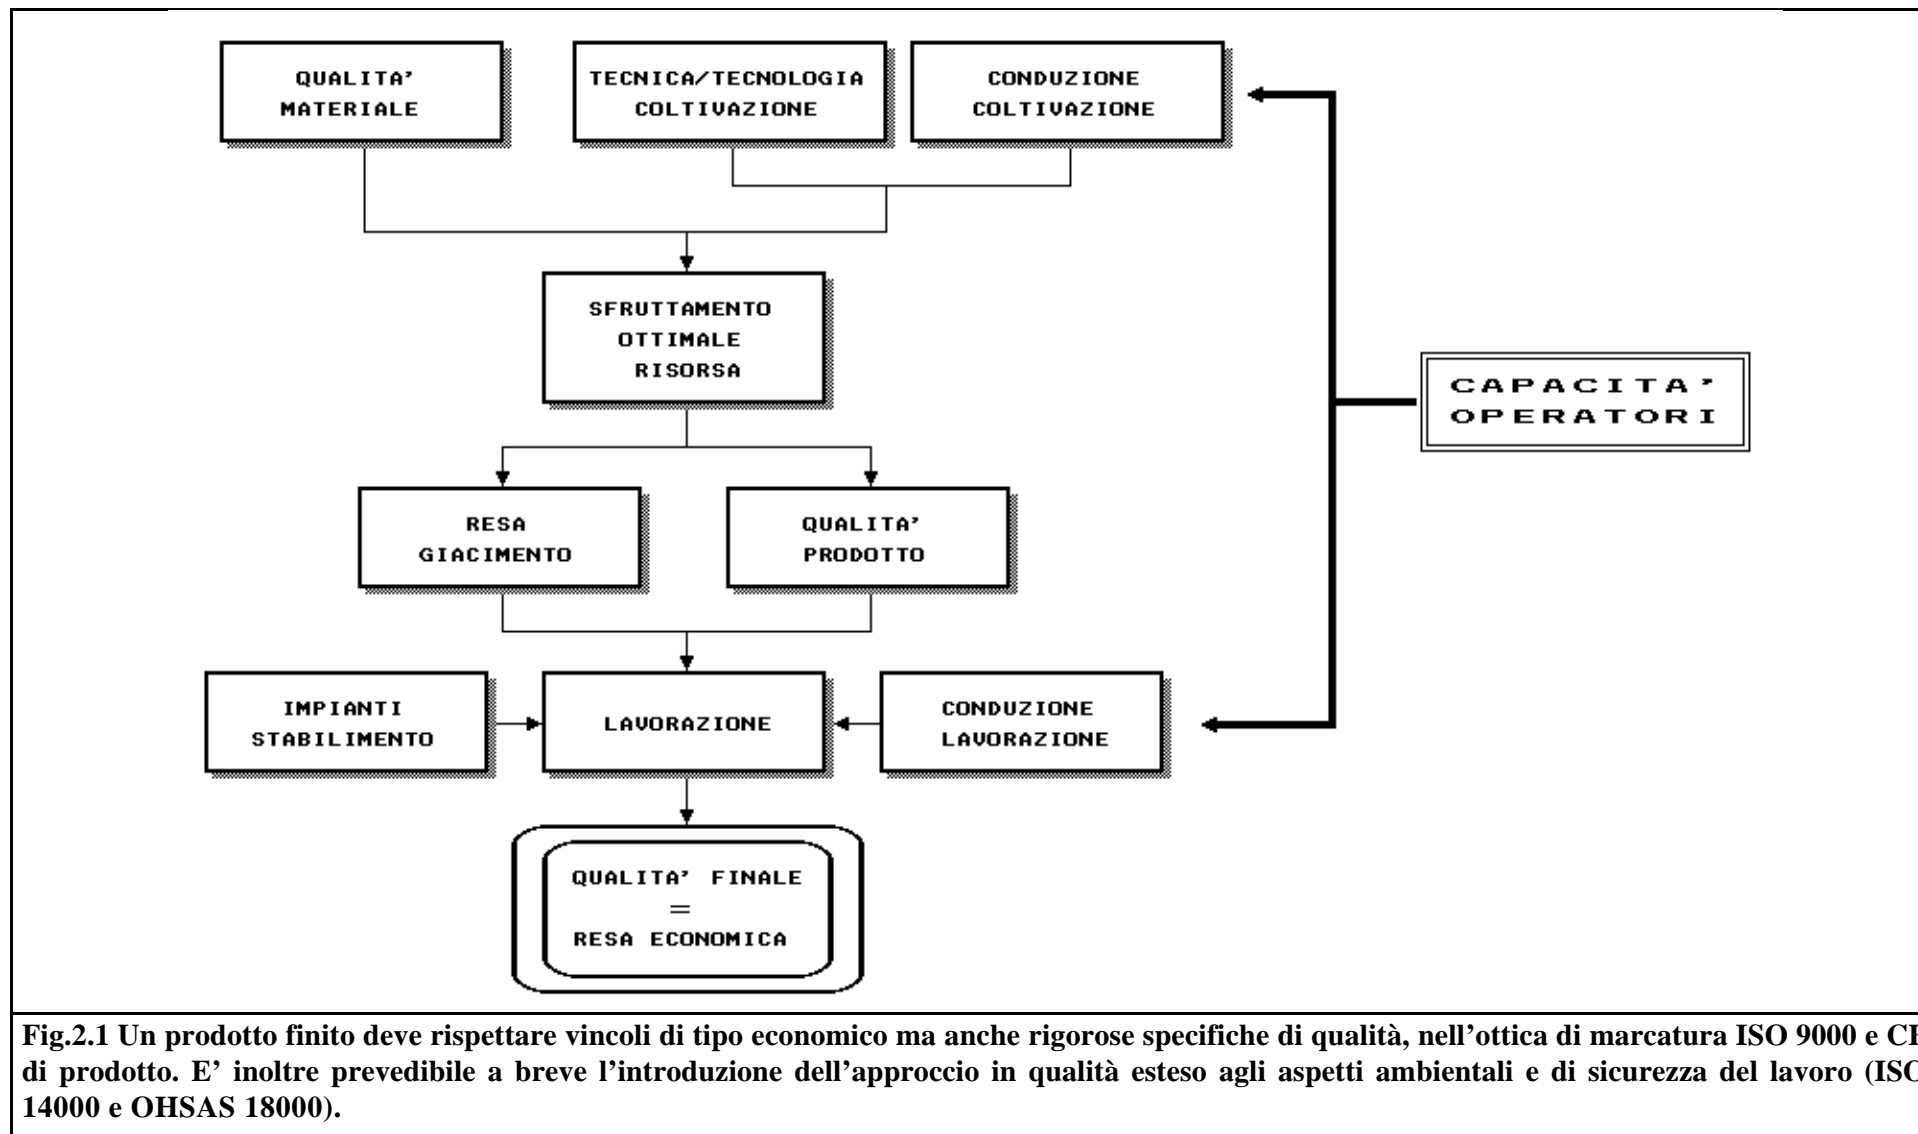 QUALITA'
MATERIALE
TECNICA/TECNOLOGIA
COLTIVAZIONE
CONDUZIONE
COLTIVAZIONE
SFRUTTAMENTO
OTTIMALE
RISORSA
CAPACITA'
OPERATORI
RESA
GIACIMENTO
QUALITA'
PRODOTTO
IMPIANTI
STABILIMENTO
LAVORAZIONE
CONDUZIONE
LAVORAZIONE
QUALITA' FINALE
=
RESA ECONOMICA
Fig.2.1 Un prodotto finito deve rispettare vincoli di tipo economico ma anche rigorose specifiche di qualità, nell'ottica di marcatura ISO 9000 e
di prodotto. E' inoltre prevedibile a breve l'introduzione dell'approccio in qualità esteso agli aspetti ambientali e di sicurezza del lavoro (ISO
14000 e OHSAS 18000).